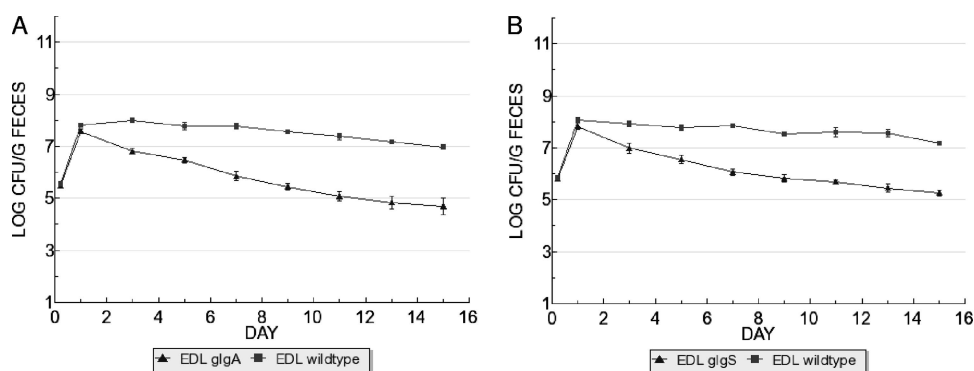 A
LOG CFU/G FECES
11
9
7
5
3
1
0 2 4 6 8 10 12 14 16
DAY
EDL glgA EDL wildtype
B
LOG CFU/G FECES
11
9
7
5
3
1
0 2 4 6 8 10 12 14 16
DAY
EDL glgS EDL wildtype